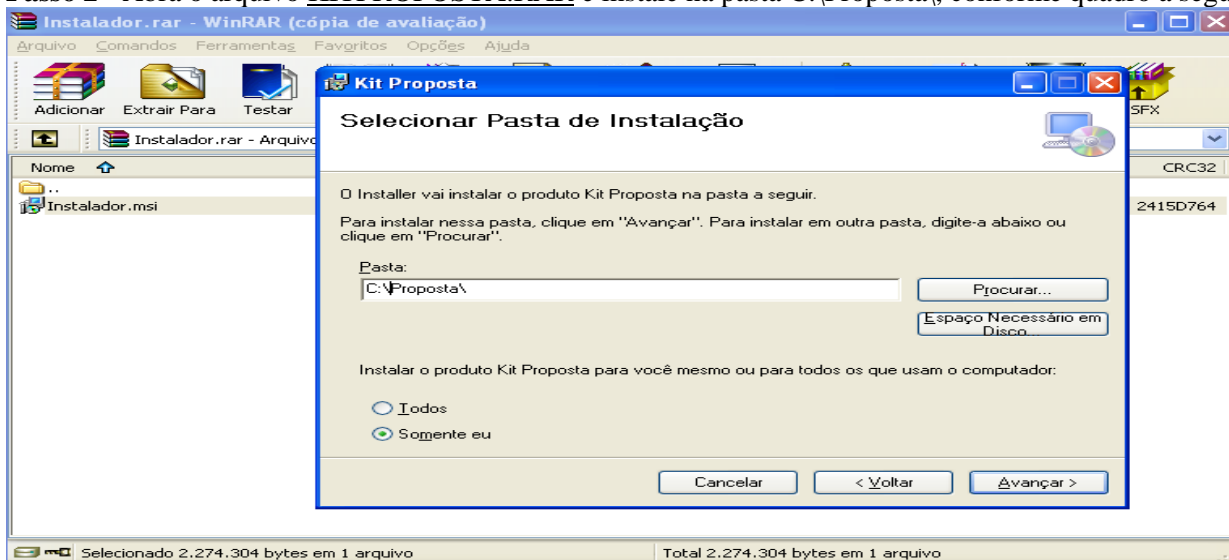 Instalador.rar - WinRAR (cópia de avaliação)
Arquivo Comandos Ferramentas Favoritos Opções Ajuda
Adicionar Extrair Para Testar SFX
Instalador.rar - Arquivo
Nome CRC32
..
Instalador.msi 2415D764
Kit Proposta
Selecionar Pasta de Instalação
O Installer vai instalar o produto Kit Proposta na pasta a seguir.
Para instalar nessa pasta, clique em "Avançar". Para instalar em outra pasta, digite-a abaixo ou
clique em "Procurar".
Pasta:
C:\Proposta\
Procurar...
Espaço Necessário em
Disco...
Instalar o produto Kit Proposta para você mesmo ou para todos os que usam o computador:
Todos
Somente eu
Cancelar < Voltar Avançar >
Selecionado 2.274.304 bytes em 1 arquivo Total 2.274.304 bytes em 1 arquivo